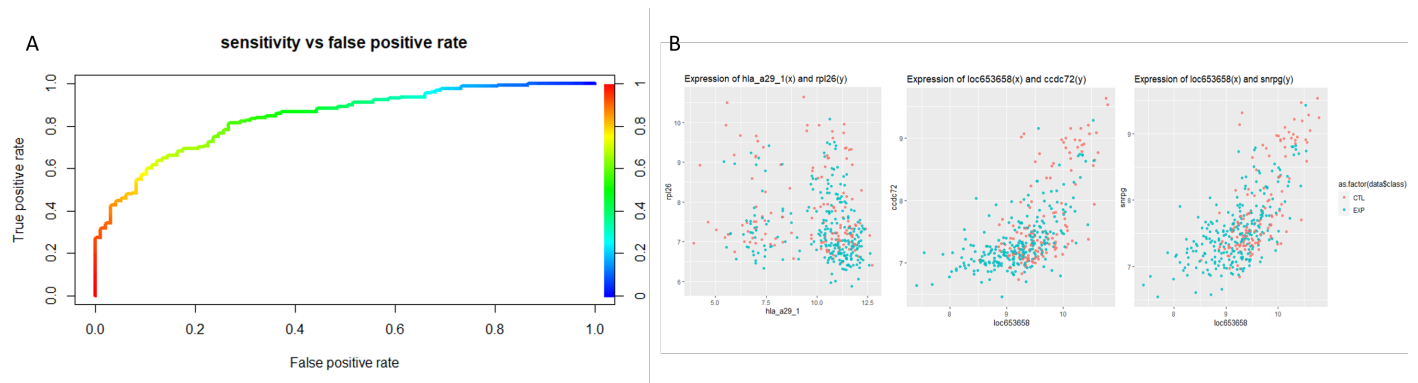 A
sensitivity vs false positive rate
True positive rate
1.0
0.8
0.6
0.4
0.2
0.0
0.0 0.2 0.4 0.6 0.8 1.0
False positive rate
1
0.8
0.6
0.4
0.2
0
B
Expression of hla_a29_1(x) and rpl26(y)
rpl26
10
9
8
7
6
5.0 7.5 10.0 12.5
hla_a29_1
Expression of loc653658(x) and ccdc72(y)
ccdc72
9
8
7
8 9 10
loc653658
Expression of loc653658(x) and snrpg(y)
snrpg
9
8
7
8 9 10
loc653658
as.factor(data$class)
CTL
EXP